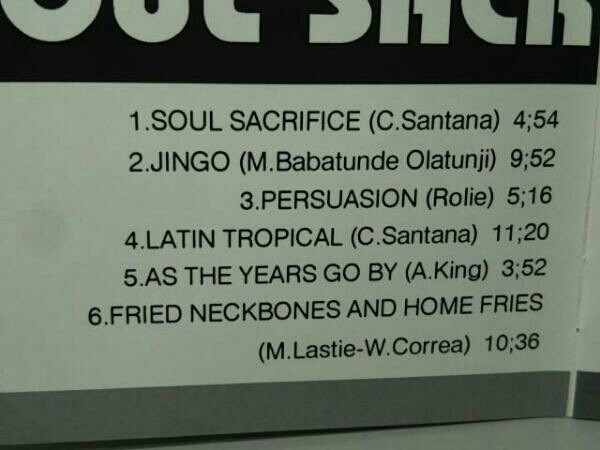 1.SOUL SACRIFICE (C.Santana) 4;54
2.JINGO (M.Babatunde Olatunji) 9;52
3.PERSUASION (Rolie) 5;16
4.LATIN TROPICAL (C.Santana) 11;20
5.AS THE YEARS GO BY (A.King) 3;52
6.FRIED NECKBONES AND HOME FRIES
(M.Lastie-W.Correa) 10;36